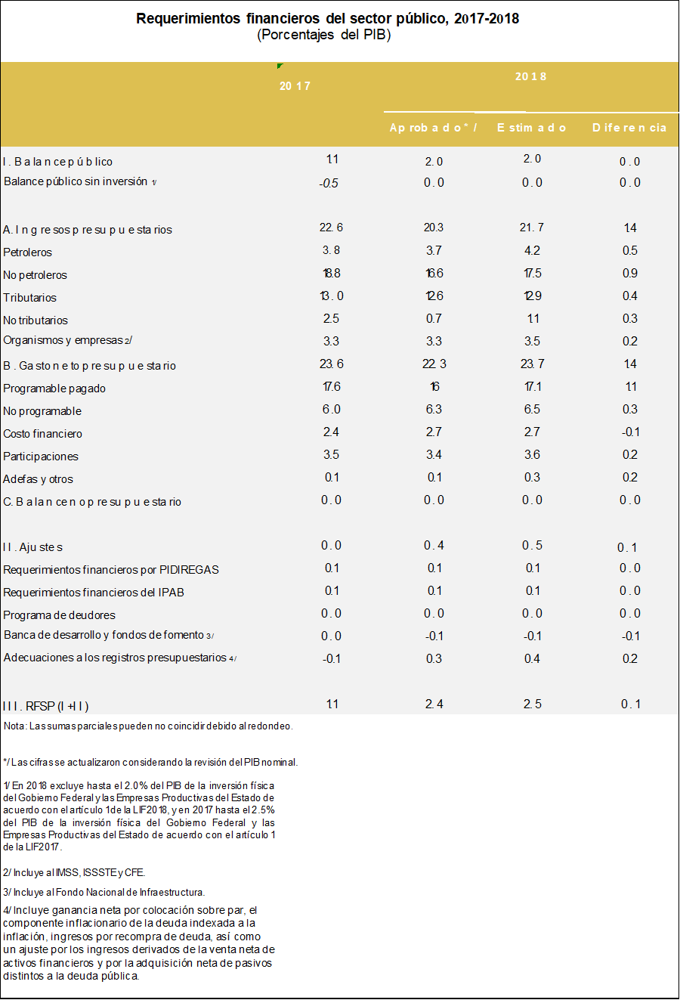 Requerimientos financieros del sector público, 2017-2018
(Porcentajes del PIB)
2017 2018
Aprobado*/ Estimado Diferencia
I. Balance público 1.1 2.0 2.0 0.0
Balance público sin inversión 1/ -0.5 0.0 0.0 0.0
A. Ingresos presupuestarios 22.6 20.3 21.7 1.4
Petroleros 3.8 3.7 4.2 0.5
No petroleros 18.8 16.6 17.5 0.9
Tributarios 13.0 12.6 12.9 0.4
No tributarios 2.5 0.7 1.1 0.3
Organismos y empresas 2/ 3.3 3.3 3.5 0.2
B. Gasto neto presupuestario 23.6 22.3 23.7 1.4
Programable pagado 17.6 16 17.1 1.1
No programable 6.0 6.3 6.5 0.3
Costo financiero 2.4 2.7 2.7 -0.1
Participaciones 3.5 3.4 3.6 0.2
Adefas y otros 0.1 0.1 0.3 0.2
C. Balance no presupuestario 0.0 0.0 0.0 0.0
II. Ajustes 0.0 0.4 0.5 0.1
Requerimientos financieros por PIDIREGAS 0.1 0.1 0.1 0.0
Requerimientos financieros del IPAB 0.1 0.1 0.1 0.0
Programa de deudores 0.0 0.0 0.0 0.0
Banca de desarrollo y fondos de fomento 3/ 0.0 -0.1 -0.1 -0.1
Adecuaciones a los registros presupuestarios 4/ -0.1 0.3 0.4 0.2
III. RFSP (I+II) 1.1 2.4 2.5 0.1
Nota: Las sumas parciales pueden no coincidir debido al redondeo.
*/ Las cifras se actualizaron considerando la revisión del PIB nominal.
1/ En 2018 excluye hasta el 2.0% del PIB de la inversión física
del Gobierno Federal y las Empresas Productivas del Estado de
acuerdo con el artículo 1 de la LIF2018, y en 2017 hasta el 2.5%
del PIB de la inversión física del Gobierno Federal y las
Empresas Productivas del Estado de acuerdo con el artículo 1
de la LIF2017.
2/ Incluye al IMSS, ISSSTE y CFE.
3/ Incluye al Fondo Nacional de Infraestructura.
4/ Incluye ganancia neta por colocación sobre par, el
componente inflacionario de la deuda indexada a la
inflación, ingresos por recompra de deuda, así como
un ajuste por los ingresos derivados de la venta neta de
activos financieros y por la adquisición neta de pasivos
distintos a la deuda pública.